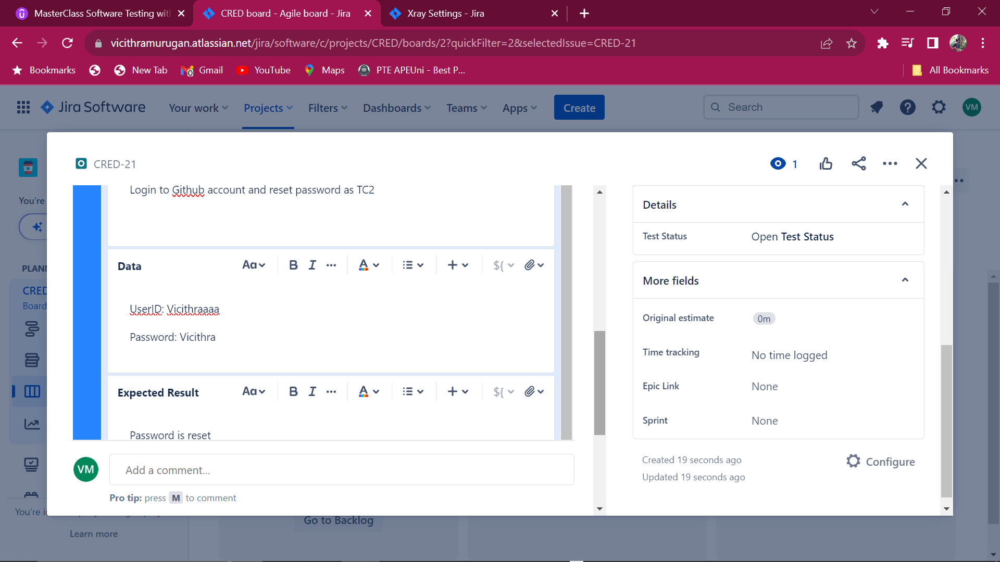 MasterClass Software Testing wit
CRED board - Agile board - Jira
Xray Settings - Jira
vicithramurugan.atlassian.net/jira/software/c/projects/CRED/boards/2?quickFilter=2&selectedIssue=CRED-21
Bookmarks
New Tab
Gmail
YouTube
Maps
PTE APEUni - Best P...
All Bookmarks
Jira Software
Your work
Projects
Filters
Dashboards
Teams
Apps
Create
Search
VM
CRED-21
1
You're
PLANN
CRED
Board
You're i
Learn more
Login to Github account and reset password as TC2
Data
Aa
B I ...
A
${
UserID: Vicithraaaa
Password: Vicithra
Expected Result
Aa
B I ...
A
${
Password is reset
VM
Add a comment...
Pro tip: press M to comment
Details
Test Status
Open Test Status
More fields
Original estimate
0m
Time tracking
No time logged
Epic Link
None
Sprint
None
Created 19 seconds ago
Updated 19 seconds ago
Configure
Go to Backlog